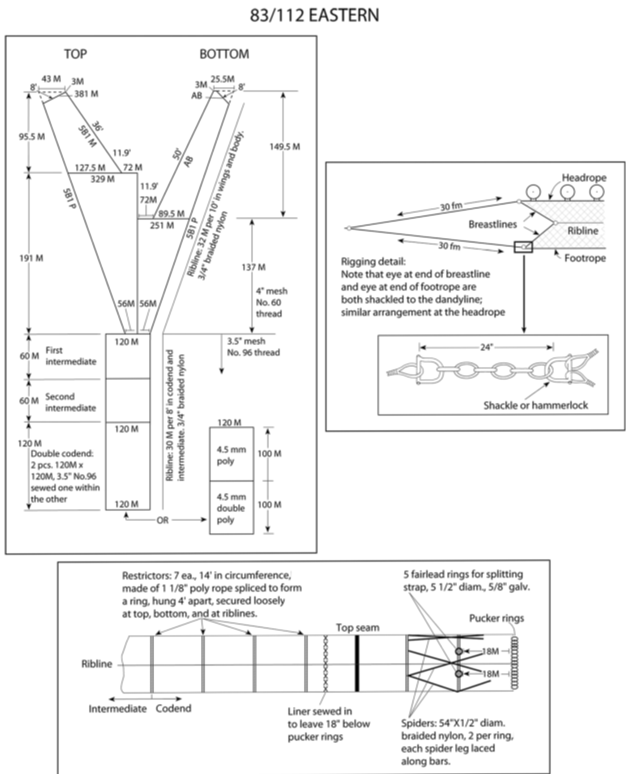 83/112 EASTERN
TOP
BOTTOM
43 M
3M
8'
381 M
3M
25.5M
AB
8'
95.5 M
36'
5B1 M
11.9'
127.5 M
72 M
329 M
5B1 P
11.9'
72M
50'
AB
89.5 M
251 M
5B1 P
Ribline: 32 M per 10' in wings and body.
3/4" braided nylon
149.5 M
191 M
137 M
4" mesh
No. 60
thread
56M
56M
120 M
3.5" mesh
No. 96 thread
60 M
First
intermediate
60 M
Second
intermediate
120 M
120 M
Double codend:
2 pcs. 120M x
120M, 3.5" No.96
sewed one within
the other
120 M
Ribline: 30 M per 8' in codend and
intermediate. 3/4" braided nylon
120 M
4.5 mm
poly
100 M
4.5 mm
double
poly
100 M
OR
Headrope
30 fm
Breastlines
Ribline
30 fm
Footrope
Rigging detail:
Note that eye at end of breastline
and eye at end of footrope are
both shackled to the dandyline;
similar arrangement at the headrope
24"
Shackle or hammerlock
Restrictors: 7 ea., 14' in circumference,
made of 1 1/8" poly rope spliced to form
a ring, hung 4' apart, secured loosely
at top, bottom, and at riblines.
5 fairlead rings for splitting
strap, 5 1/2" diam., 5/8" galv.
Pucker rings
Top seam
18M
Ribline
18M
Intermediate
Codend
Liner sewed in
to leave 18" below
pucker rings
Spiders: 54"X1/2" diam.
braided nylon, 2 per ring,
each spider leg laced
along bars.